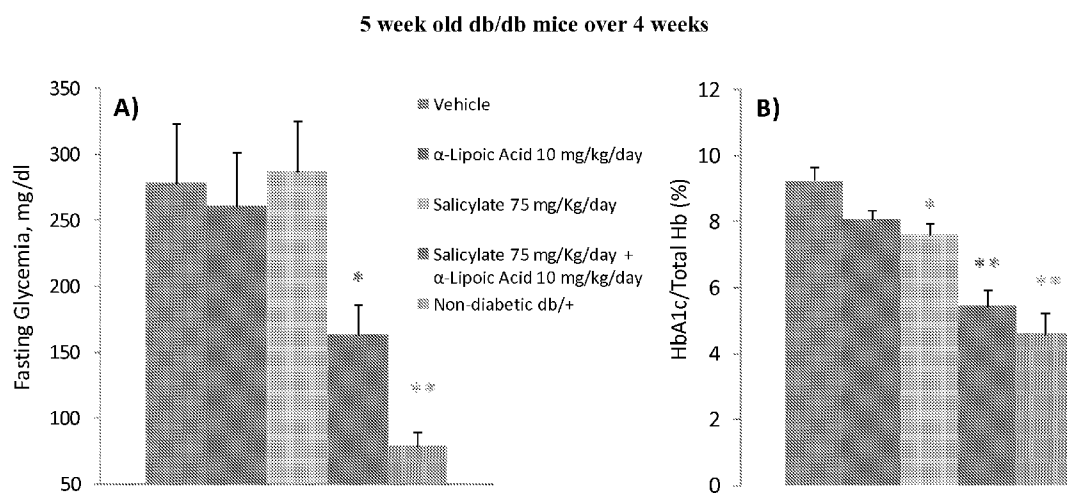 5 week old db/db mice over 4 weeks
A)
Fasting Glycemia, mg/dl
350
300
250
200
150
100
50
*
**
Vehicle
α-Lipoic Acid 10 mg/kg/day
Salicylate 75 mg/Kg/day
Salicylate 75 mg/Kg/day +
α-Lipoic Acid 10 mg/kg/day
Non-diabetic db/+
B)
HbA1c/Total Hb (%)
12
10
8
6
4
2
0
*
**
**